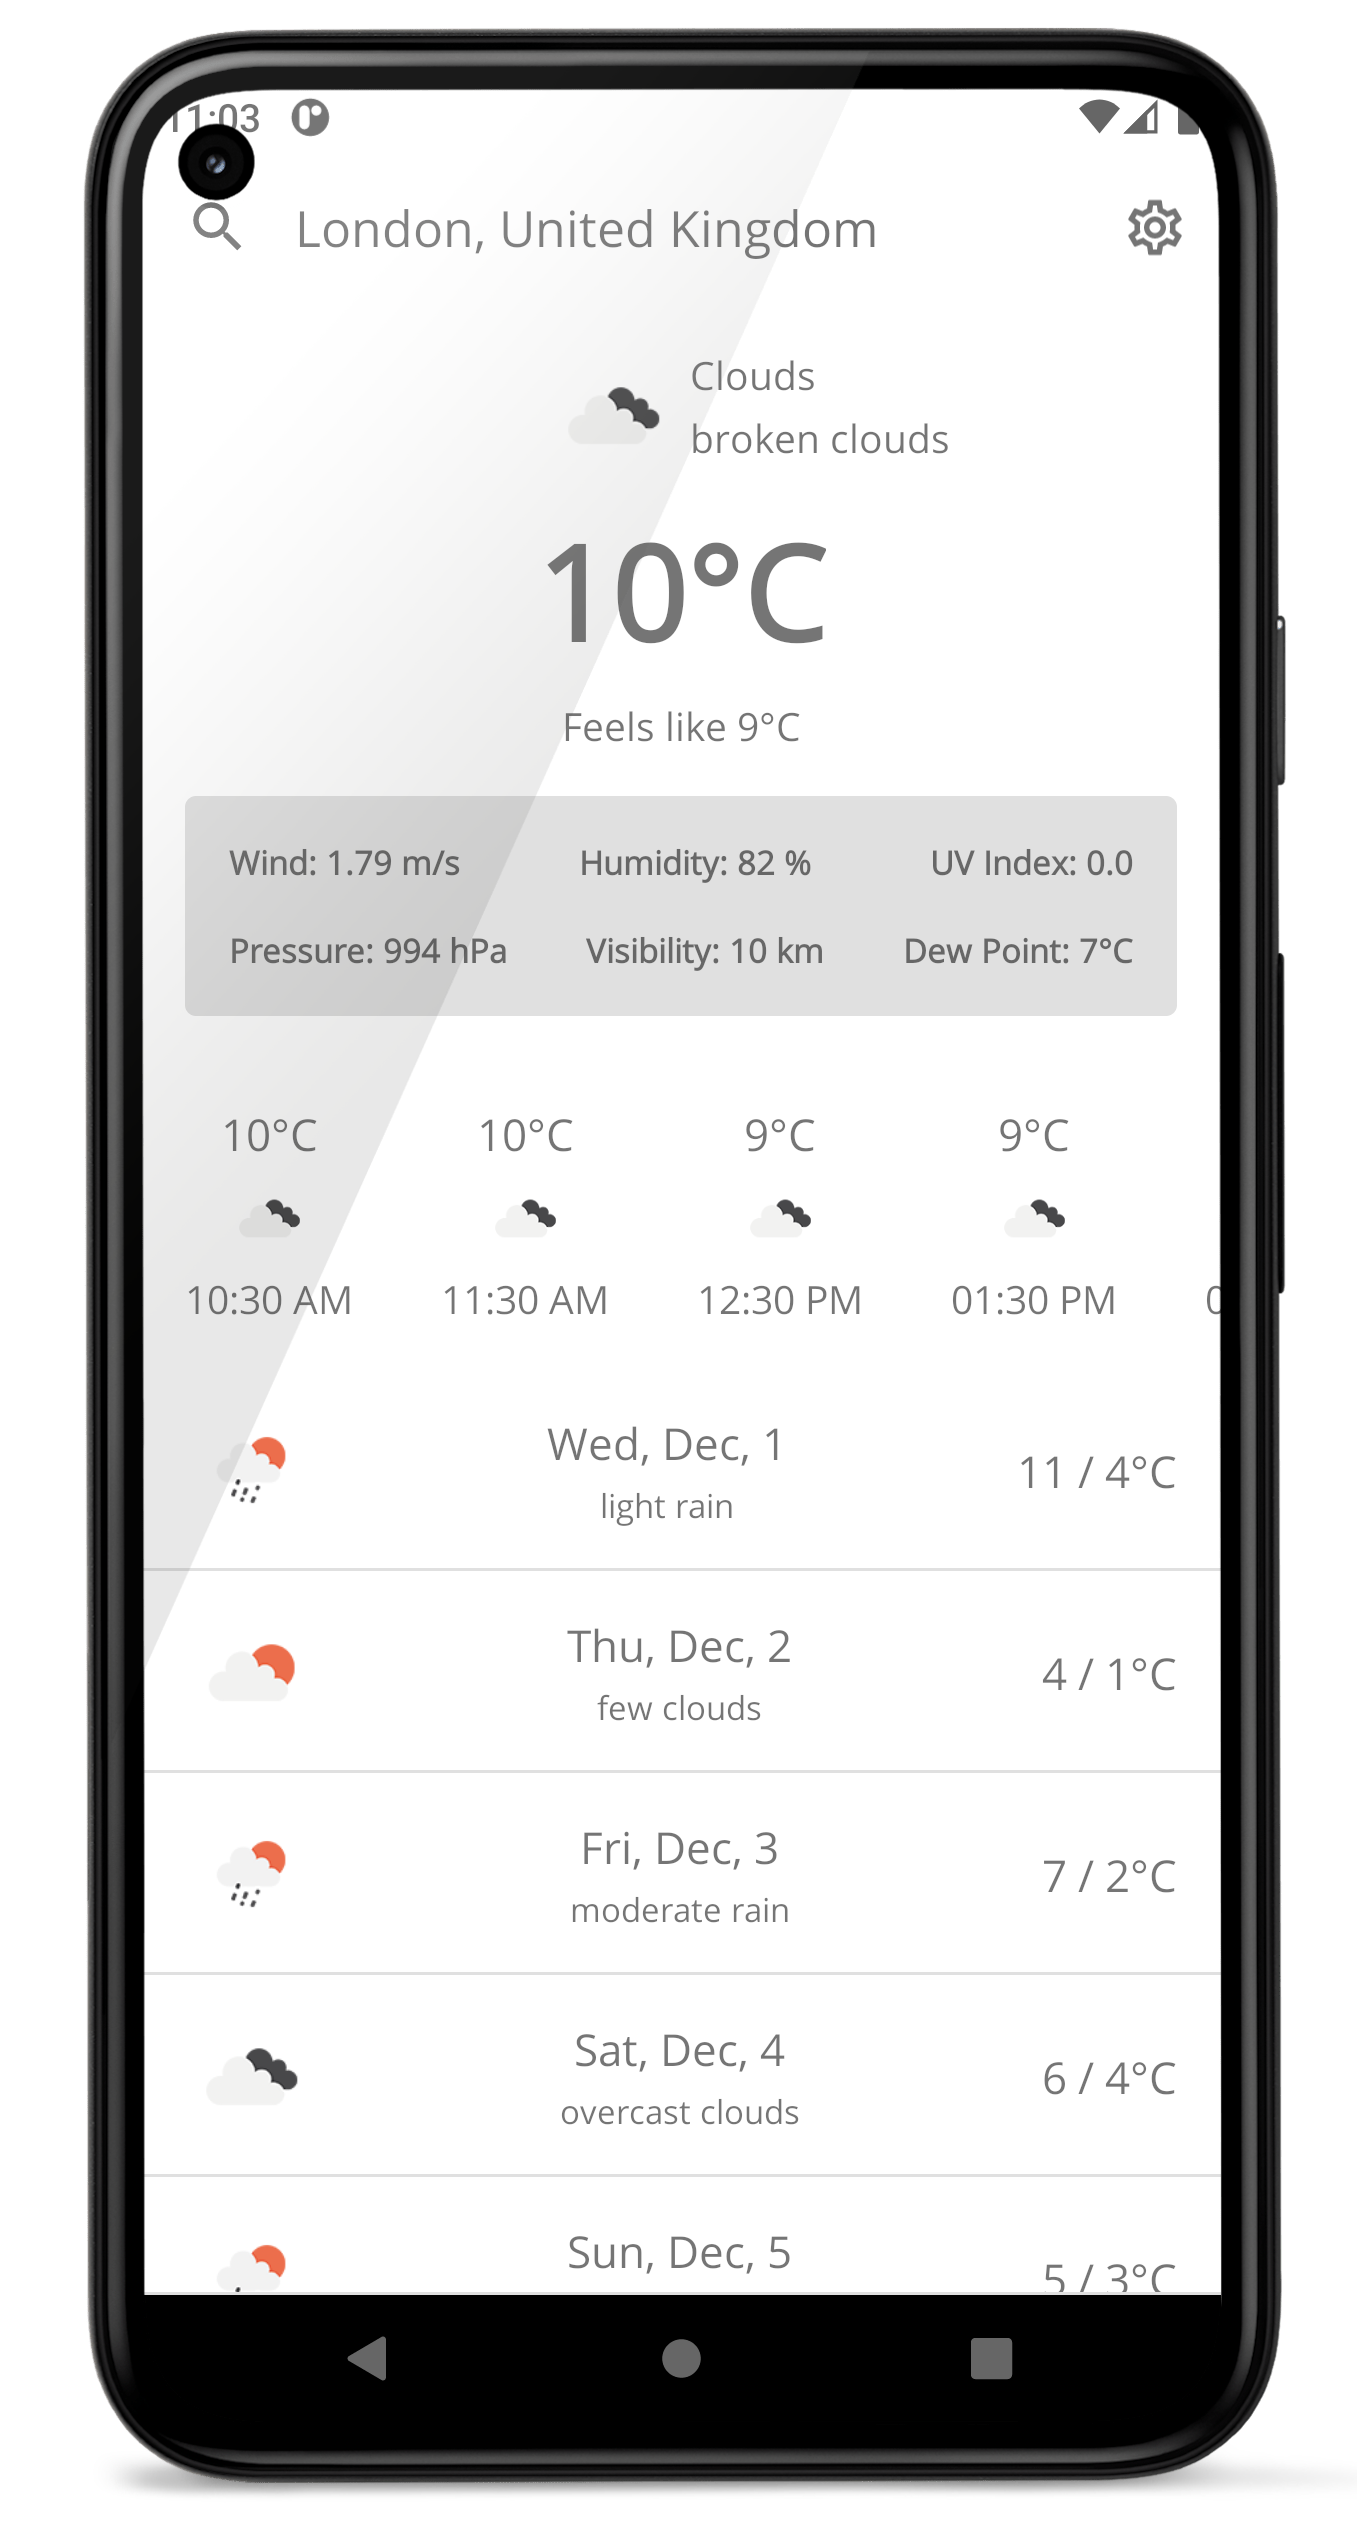 11:03
London, United Kingdom
Clouds
broken clouds
10°C
Feels like 9°C
Wind: 1.79 m/s Humidity: 82 % UV Index: 0.0
Pressure: 994 hPa Visibility: 10 km Dew Point: 7°C
10°C 10°C 9°C 9°C
10:30 AM 11:30 AM 12:30 PM 01:30 PM 0
Wed, Dec, 1
light rain
11 / 4°C
Thu, Dec, 2
few clouds
4 / 1°C
Fri, Dec, 3
moderate rain
7 / 2°C
Sat, Dec, 4
overcast clouds
6 / 4°C
Sun, Dec, 5
5 / 3°C